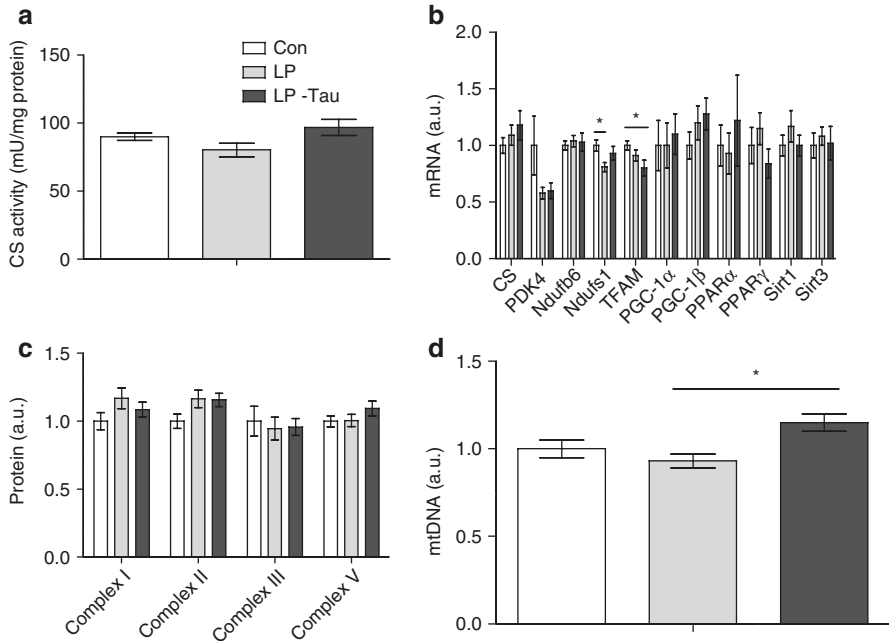 a
CS activity (mU/mg protein)
150
100
50
0
Con
LP
LP -Tau
b
mRNA (a.u.)
2.0
1.5
1.0
0.5
0.0
*
*
CS
PDK4
Ndufb6
Ndufs1
TFAM
PGC-1α
PGC-1β
PPARα
PPARγ
Sirt1
Sirt3
c
Protein (a.u.)
1.5
1.0
0.5
0.0
Complex I
Complex II
Complex III
Complex V
d
mtDNA (a.u.)
1.5
1.0
0.5
0.0
*